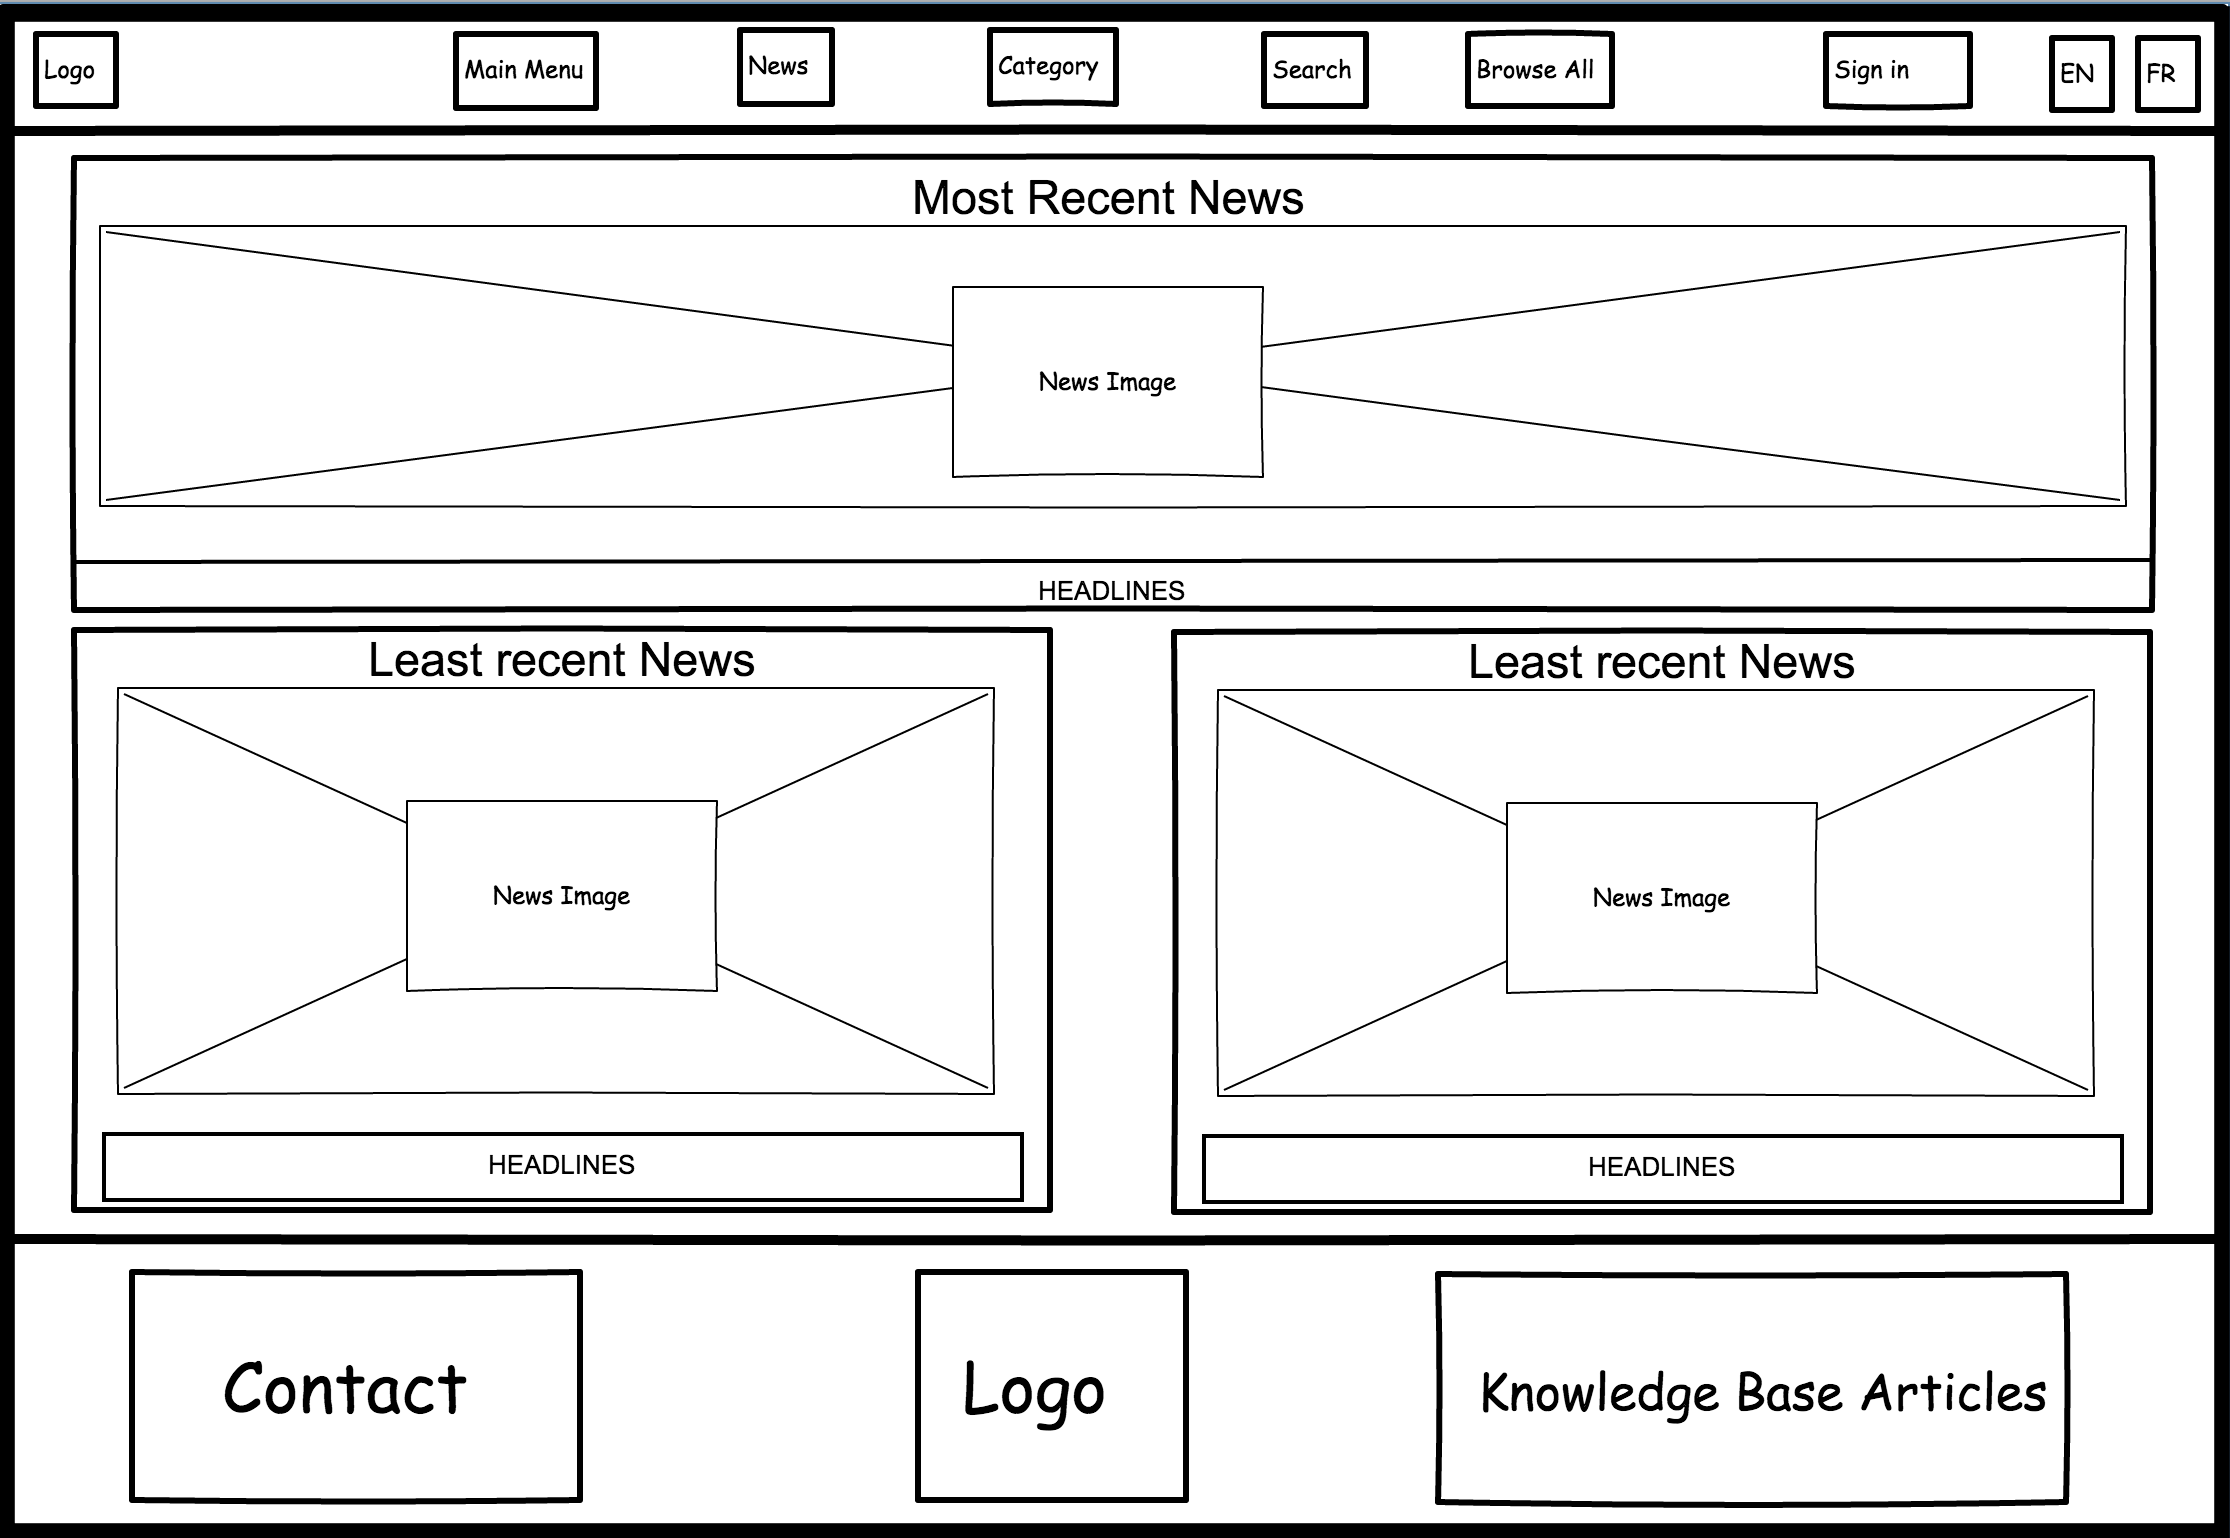 Logo
Main Menu
News
Category
Search
Browse All
Sign in
EN
FR
Most Recent News
News Image
HEADLINES
Least recent News
News Image
HEADLINES
Least recent News
News Image
HEADLINES
Contact
Logo
Knowledge Base Articles